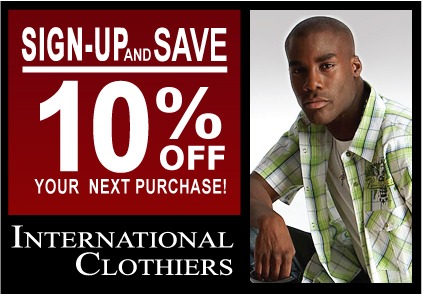 SIGN-UP AND SAVE
10% OFF
YOUR NEXT PURCHASE!
INTERNATIONAL
CLOTHIERS